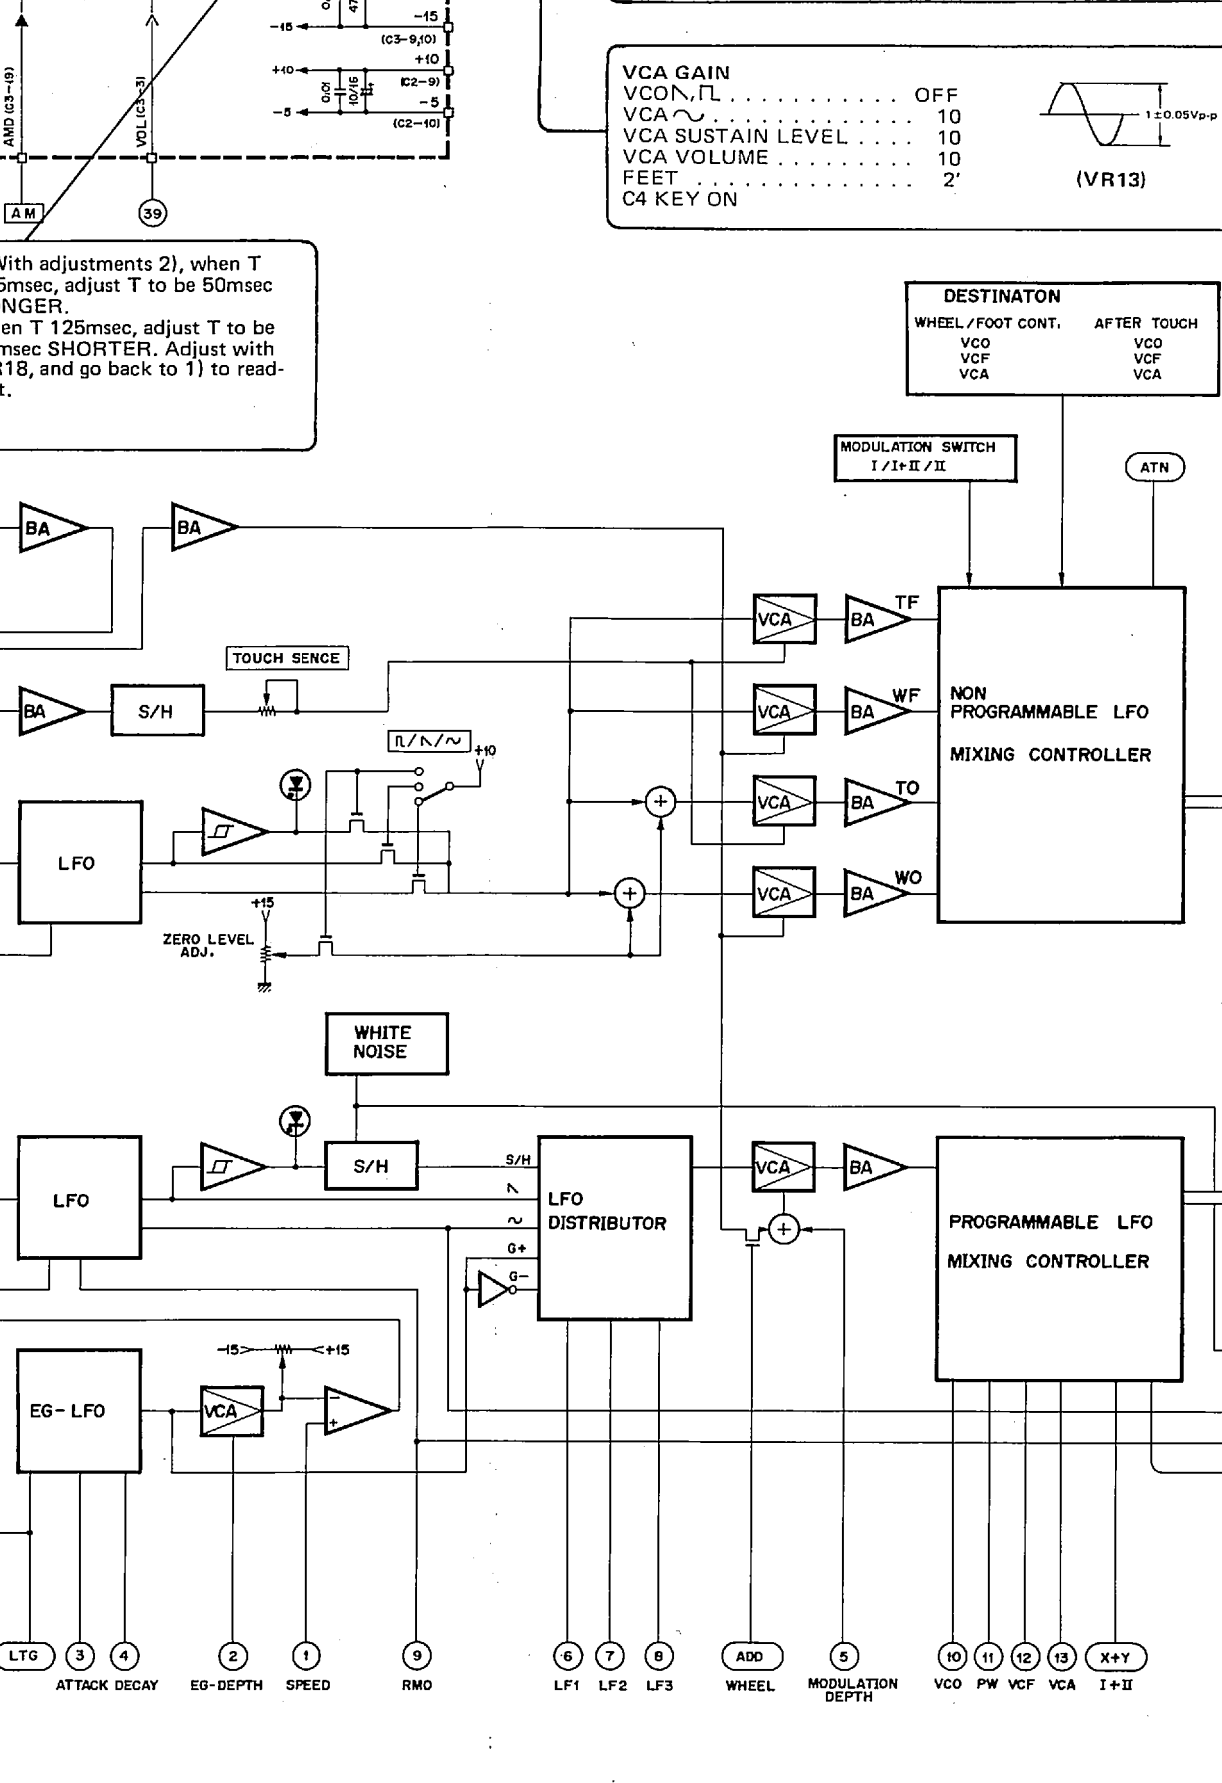 -15
-15
(C3-9,10)
+10
+10
(C2-9)
0.01
10/16
-5
-5
(C2-10)
AMD (C3-19)
VOL (C3-3)
AM
39
VCA GAIN
VCO . . . . . . . . . . . OFF
VCA . . . . . . . . . . . . . 10
VCA SUSTAIN LEVEL . . . . 10
VCA VOLUME . . . . . . . . . 10
FEET . . . . . . . . . . . . . . 2'
C4 KEY ON
1±0.05Vp-p
(VR13)
With adjustments 2), when T
5msec, adjust T to be 50msec
NGER.
en T 125msec, adjust T to be
msec SHORTER. Adjust with
R18, and go back to 1) to read-
t.
DESTINATON
WHEEL/FOOT CONT. AFTER TOUCH
VCO VCO
VCF VCF
VCA VCA
MODULATION SWITCH
I/I+II/II
ATN
BA
BA
VCA
BA
TF
TOUCH SENCE
BA
S/H
VCA
BA
WF
NON
PROGRAMMABLE LFO
MIXING CONTROLLER
+10
VCA
BA
TO
LFO
+
VCA
BA
WO
+
+15
ZERO LEVEL
ADJ.
WHITE
NOISE
LFO
S/H
S/H
LFO
DISTRIBUTOR
G+
G-
VCA
BA
+
PROGRAMMABLE LFO
MIXING CONTROLLER
-15
+15
EG-LFO
VCA
-
+
LTG
3
4
2
1
9
6
7
8
ADD
5
10
11
12
13
X+Y
ATTACK DECAY
EG-DEPTH
SPEED
RMO
LF1
LF2
LF3
WHEEL
MODULATION
DEPTH
VCO
PW
VCF
VCA
I+II